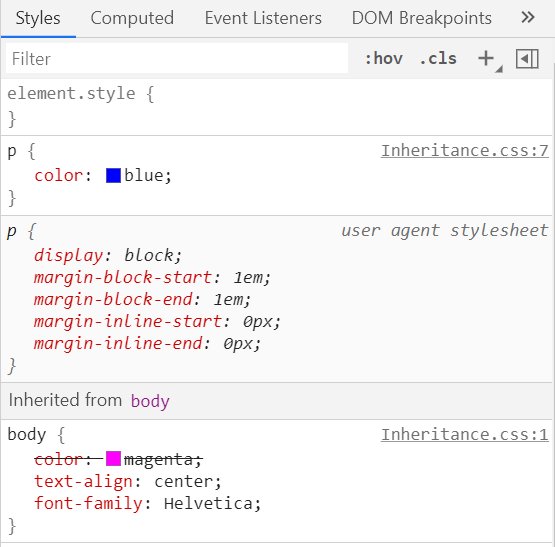 Styles Computed Event Listeners DOM Breakpoints »
Filter :hov .cls +
element.style {
}
p { Inheritance.css:7
color: blue;
}
p { user agent stylesheet
display: block;
margin-block-start: 1em;
margin-block-end: 1em;
margin-inline-start: 0px;
margin-inline-end: 0px;
}
Inherited from body
body { Inheritance.css:1
color: magenta;
text-align: center;
font-family: Helvetica;
}